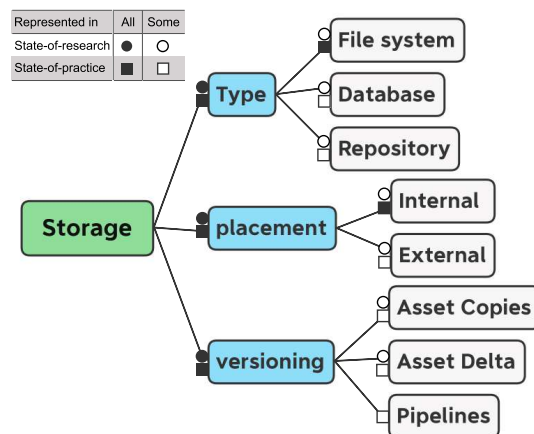 Represented in All Some
State-of-research
State-of-practice
File system
Type
Database
Repository
Storage
placement
Internal
External
versioning
Asset Copies
Asset Delta
Pipelines